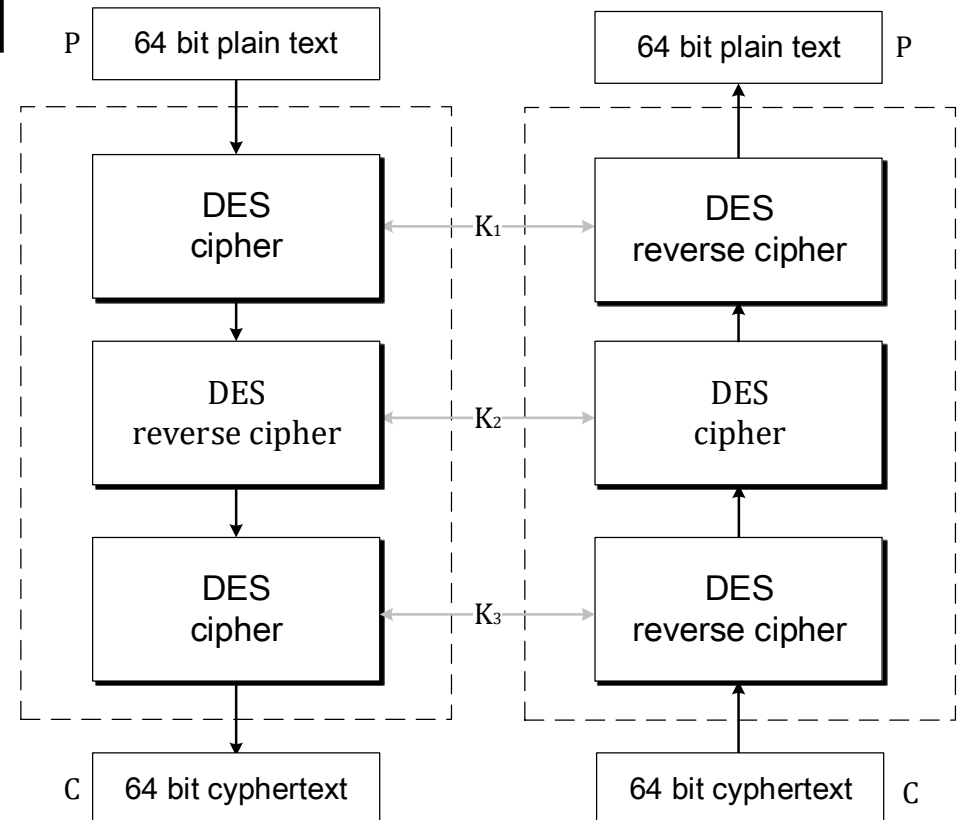 P
64 bit plain text
64 bit plain text
P
DES
cipher
K₁
DES
reverse cipher
DES
reverse cipher
K₂
DES
cipher
DES
cipher
K₃
DES
reverse cipher
C
64 bit cyphertext
64 bit cyphertext
C